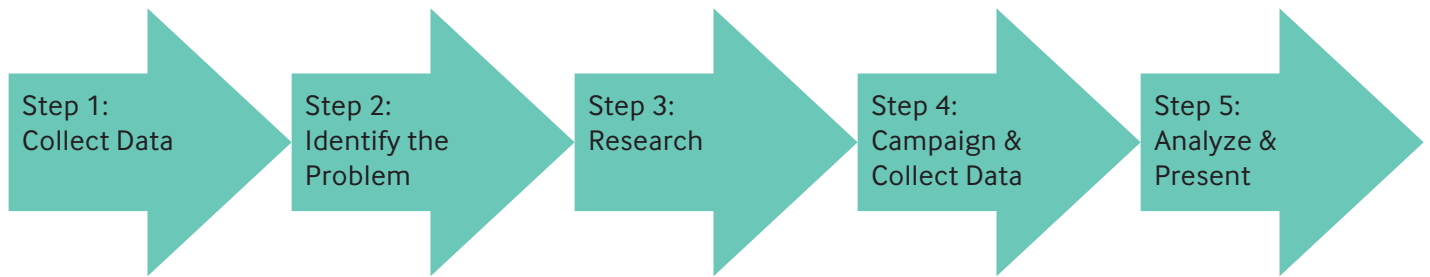 Step 1:
Collect Data
Step 2:
Identify the
Problem
Step 3:
Research
Step 4:
Campaign &
Collect Data
Step 5:
Analyze &
Present